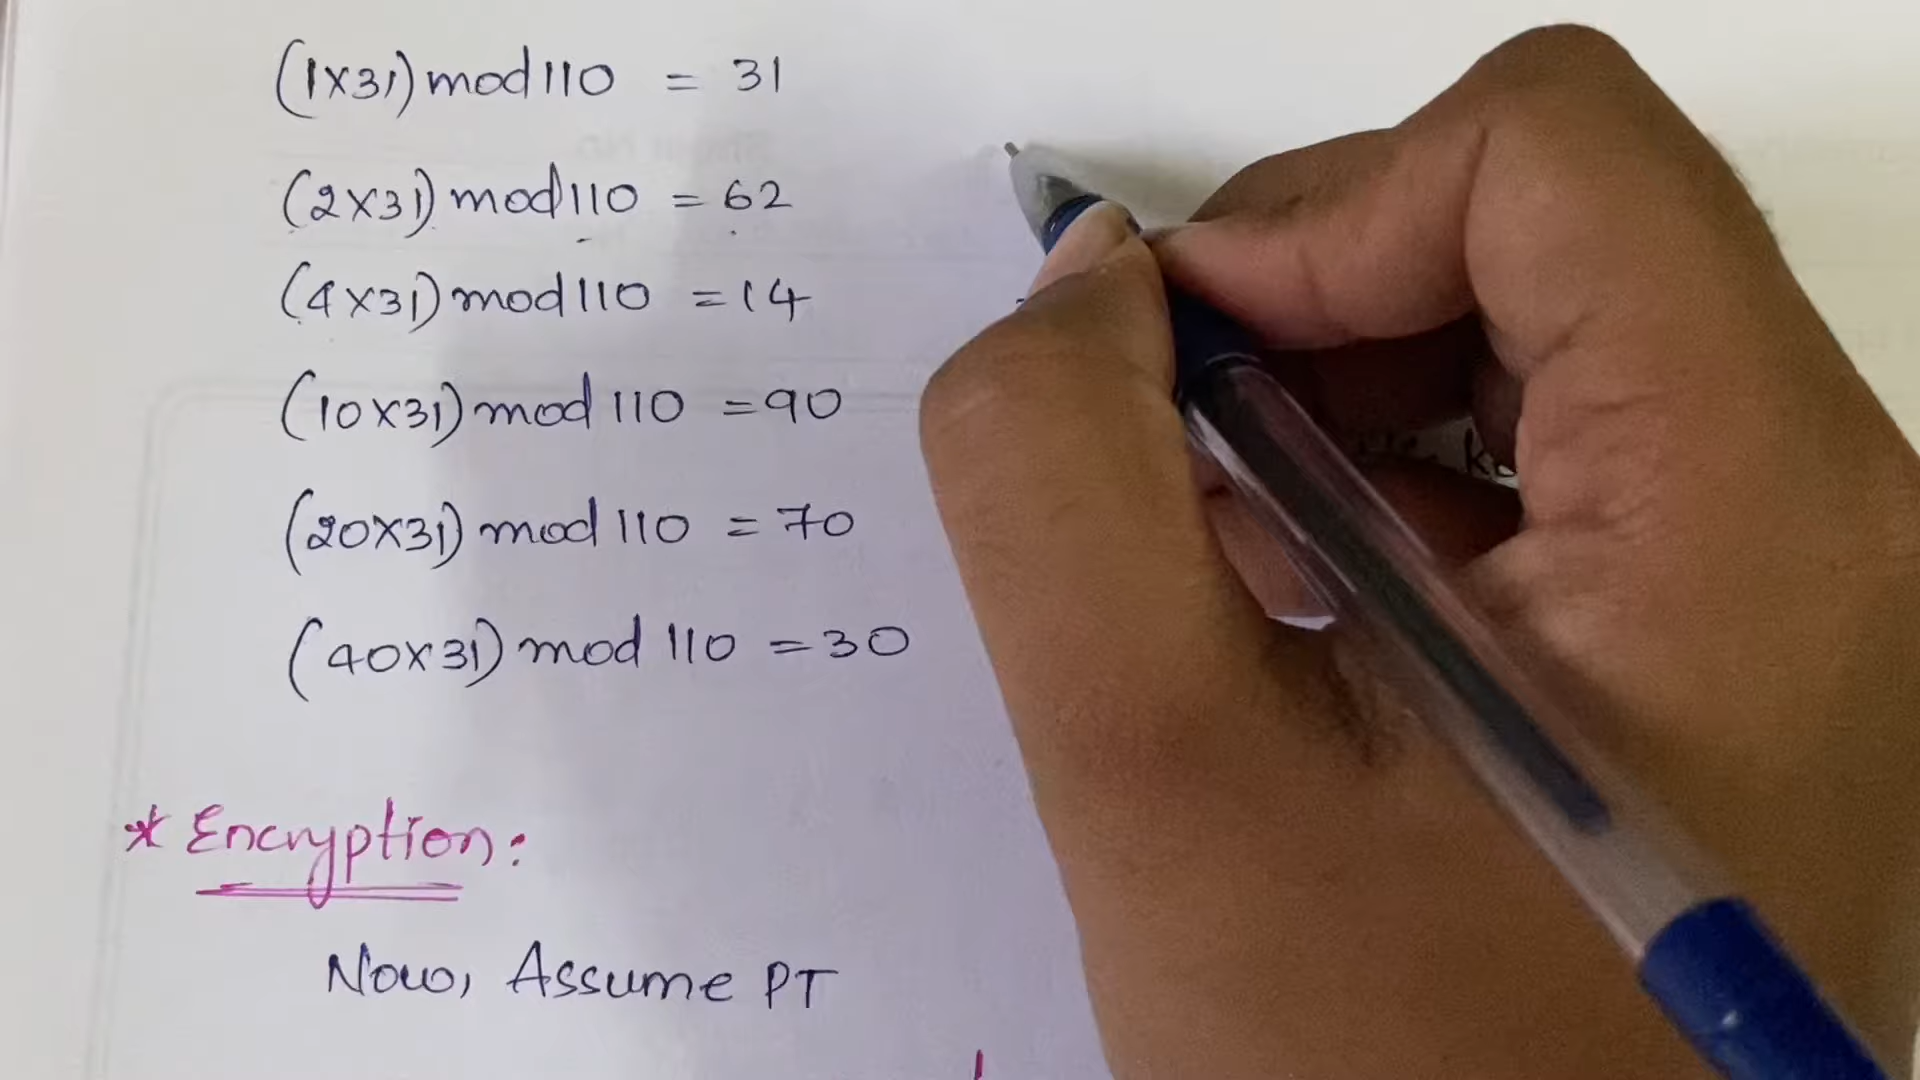 (1x31) mod 110 = 31
(2x31) mod 110 = 62
(4x31) mod 110 = 14
(10x31) mod 110 = 90
(20x31) mod 110 = 70
(40x31) mod 110 = 30
* Encryption:
Now, Assume PT